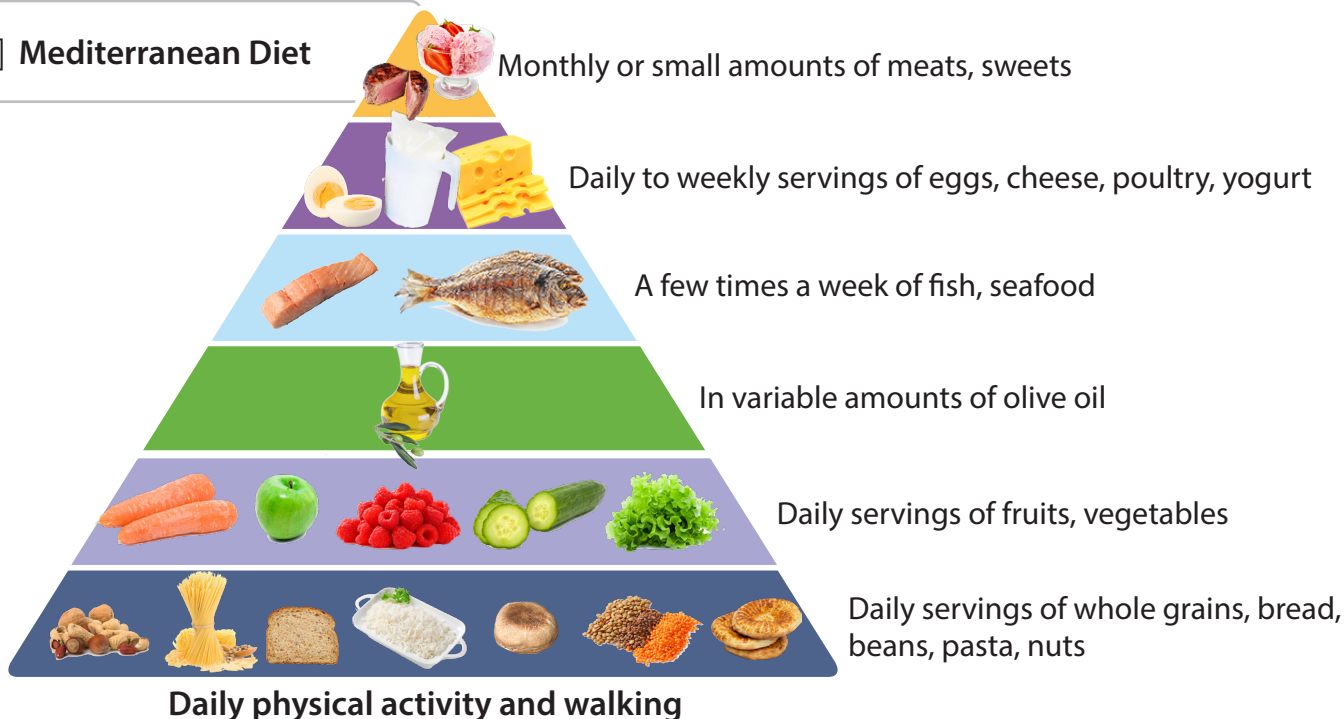 Mediterranean Diet
Monthly or small amounts of meats, sweets
Daily to weekly servings of eggs, cheese, poultry, yogurt
A few times a week of fish, seafood
In variable amounts of olive oil
Daily servings of fruits, vegetables
Daily servings of whole grains, bread,
beans, pasta, nuts
Daily physical activity and walking